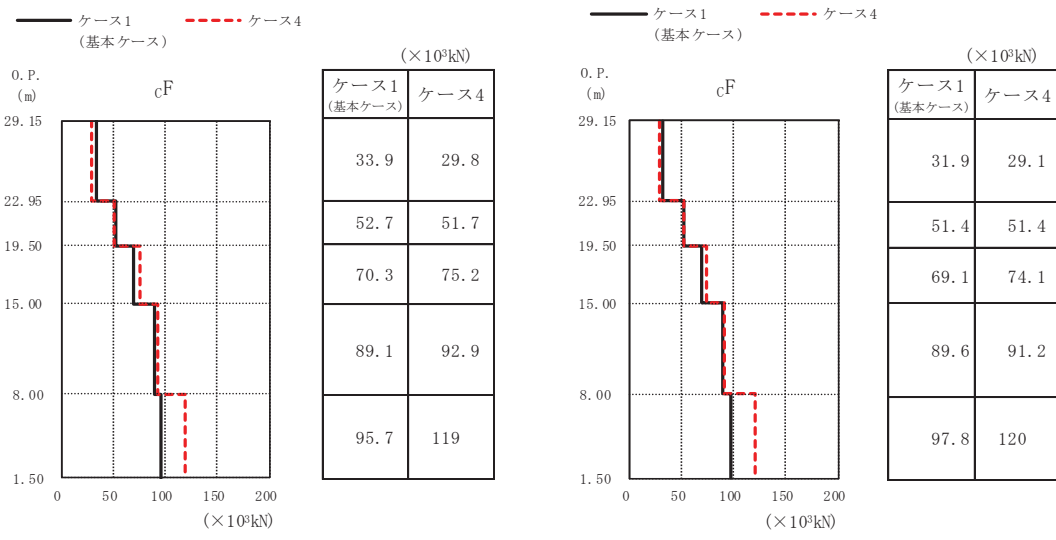 ケース1
(基本ケース)
ケース4
(×10³kN)
O.P.
(m)
cF
ケース1
(基本ケース)
ケース4
29.15
33.9 29.8
22.95
52.7 51.7
19.50
70.3 75.2
15.00
89.1 92.9
8.00
95.7 119
1.50
0 50 100 150 200
(×10³kN)
ケース1
(基本ケース)
ケース4
(×10³kN)
O.P.
(m)
cF
ケース1
(基本ケース)
ケース4
29.15
31.9 29.1
22.95
51.4 51.4
19.50
69.1 74.1
15.00
89.6 91.2
8.00
97.8 120
1.50
0 50 100 150 200
(×10³kN)